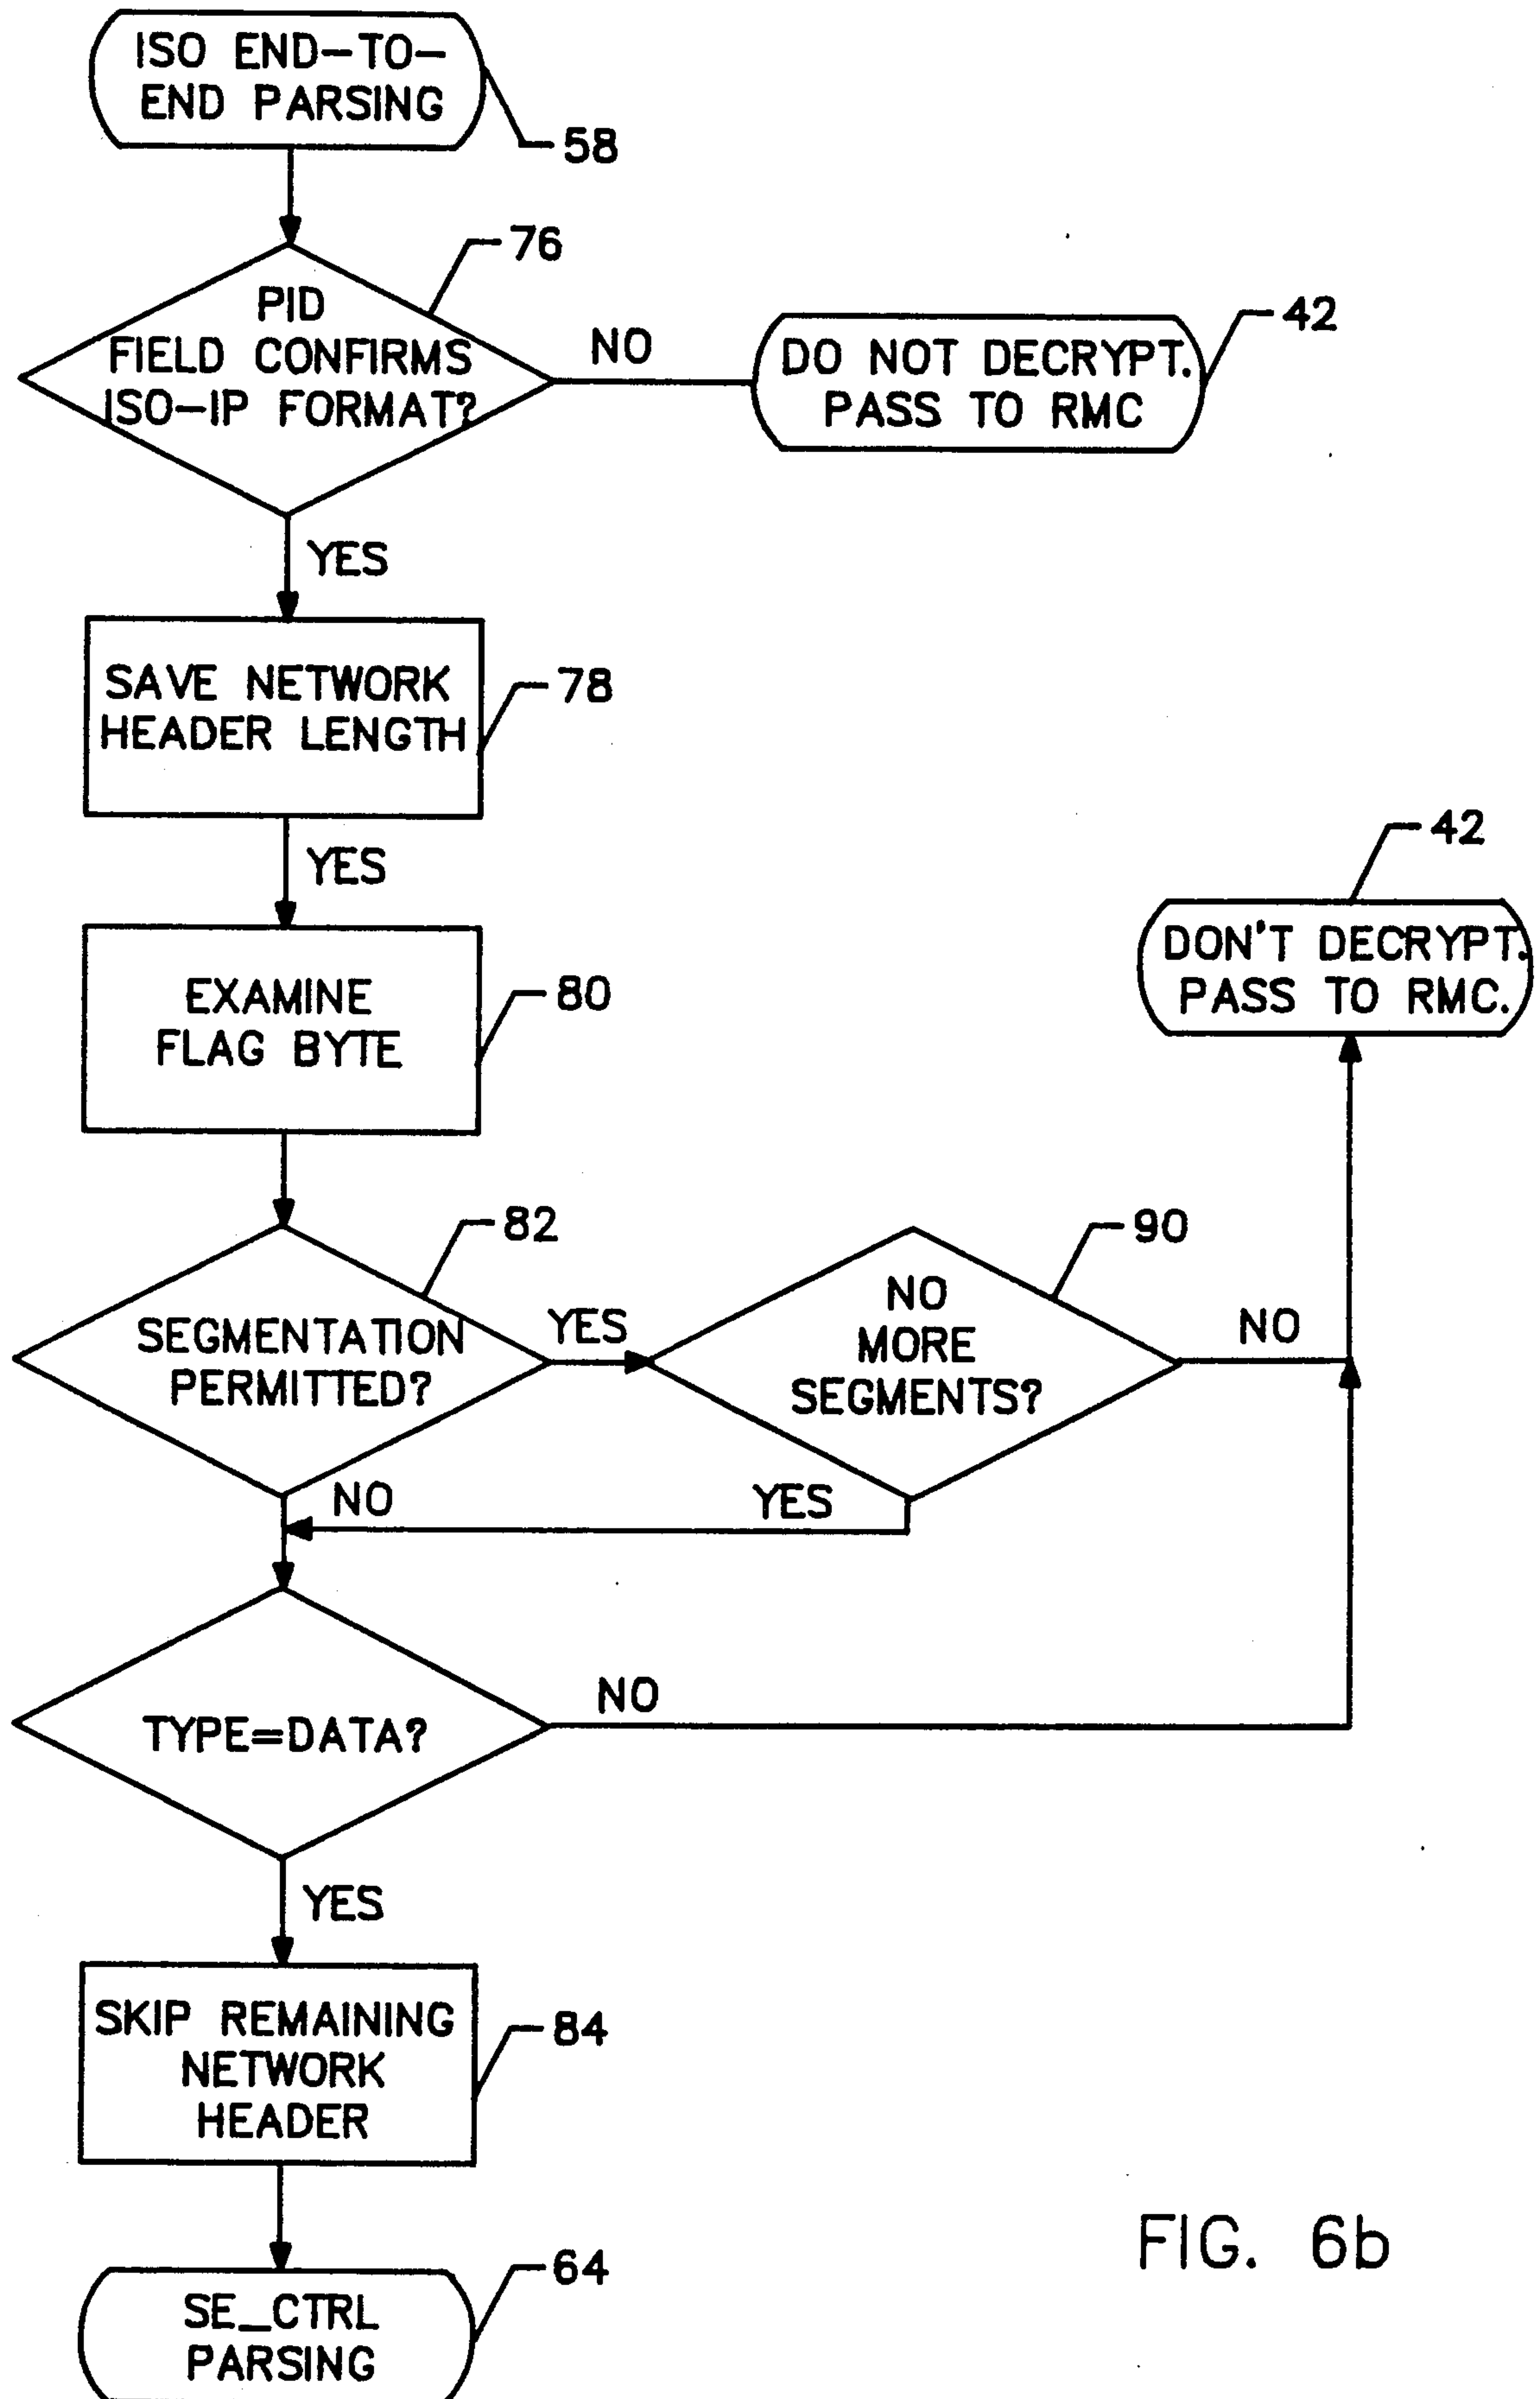 ISO END-TO-
END PARSING
58
76
PID
FIELD CONFIRMS
ISO-IP FORMAT?
NO
42
DO NOT DECRYPT.
PASS TO RMC
YES
SAVE NETWORK
HEADER LENGTH
78
YES
42
DON'T DECRYPT.
PASS TO RMC.
EXAMINE
FLAG BYTE
80
82
90
SEGMENTATION
PERMITTED?
YES
NO
MORE
SEGMENTS?
NO
NO
YES
TYPE=DATA?
NO
YES
SKIP REMAINING
NETWORK
HEADER
84
64
SE_CTRL
PARSING
FIG. 6b